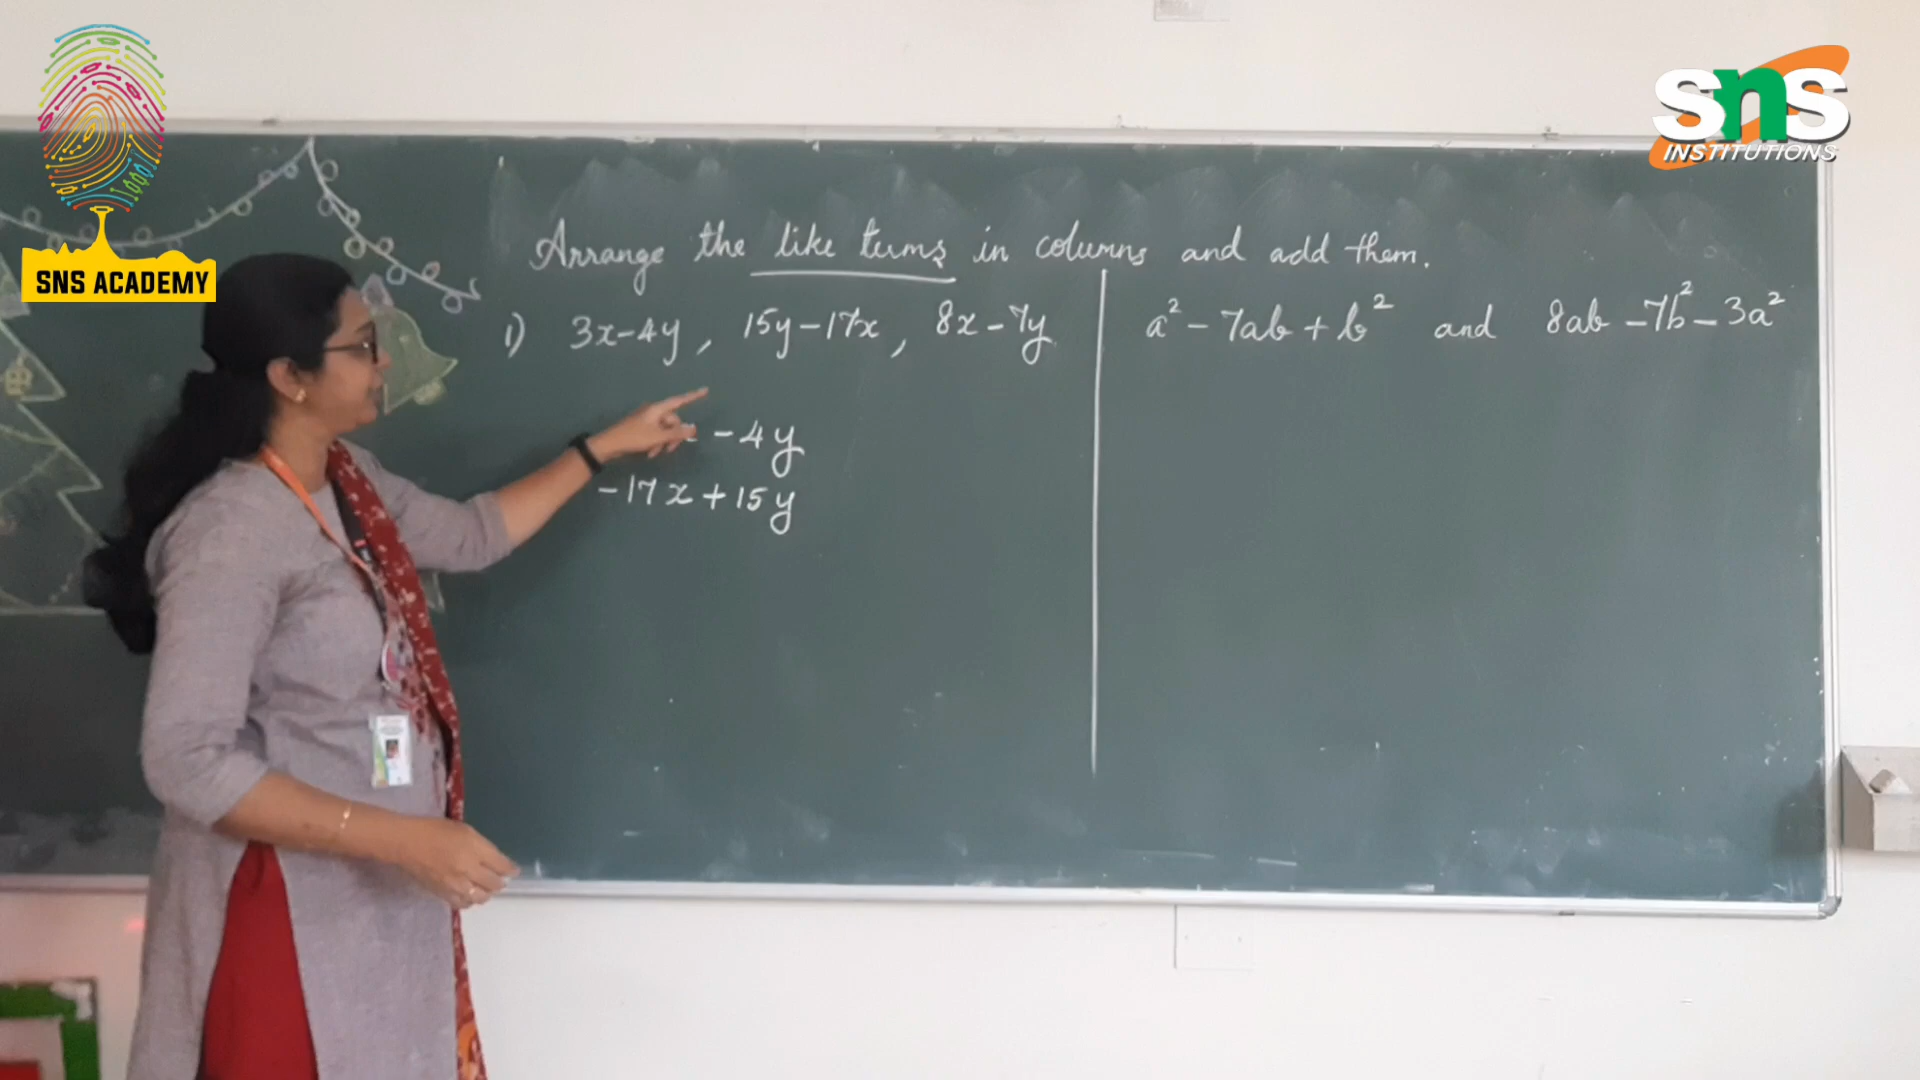 SNS ACADEMY
sns
INSTITUTIONS
Arrange the like terms in columns and add them.
1) 3x-4y, 15y-17x, 8x-7y
-4y
-17x+15y
a²-7ab+b² and 8ab-7b²-3a²